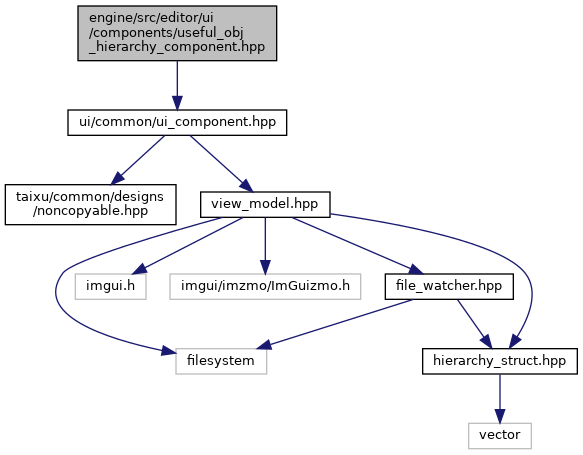 engine/src/editor/ui
/components/useful_obj
_hierarchy_component.hpp
ui/common/ui_component.hpp
taixu/common/designs
/noncopyable.hpp
view_model.hpp
imgui.h
imgui/imzmo/ImGuizmo.h
file_watcher.hpp
filesystem
hierarchy_struct.hpp
vector